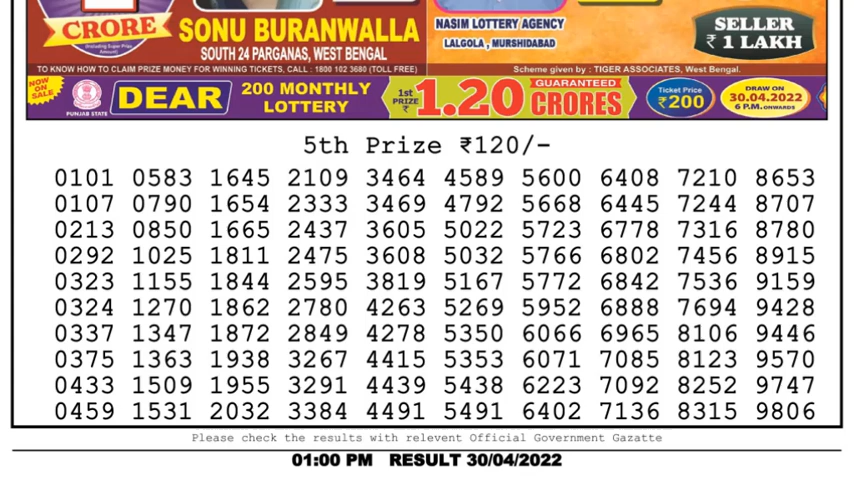 CRORE
(Including Super Prize Amount)
SONU BURANWALLA
SOUTH 24 PARGANAS, WEST BENGAL
NASIM LOTTERY AGENCY
LALGOLA , MURSHIDABAD
SELLER
₹ 1 LAKH
TO KNOW HOW TO CLAIM PRIZE MONEY FOR WINNING TICKETS, CALL : 1800 102 3680 (TOLL FREE)
Scheme given by : TIGER ASSOCIATES, West Bengal.
NOW ON SALE
PUNJAB STATE
DEAR
200 MONTHLY
LOTTERY
1st
PRIZE
₹
1.20
GUARANTEED
CRORES
Ticket Price
₹200
DRAW ON
30.04.2022
6 P.M. ONWARDS
5th Prize ₹120/-
0101 0583 1645 2109 3464 4589 5600 6408 7210 8653
0107 0790 1654 2333 3469 4792 5668 6445 7244 8707
0213 0850 1665 2437 3605 5022 5723 6778 7316 8780
0292 1025 1811 2475 3608 5032 5766 6802 7456 8915
0323 1155 1844 2595 3819 5167 5772 6842 7536 9159
0324 1270 1862 2780 4263 5269 5952 6888 7694 9428
0337 1347 1872 2849 4278 5350 6066 6965 8106 9446
0375 1363 1938 3267 4415 5353 6071 7085 8123 9570
0433 1509 1955 3291 4439 5438 6223 7092 8252 9747
0459 1531 2032 3384 4491 5491 6402 7136 8315 9806
Please check the results with relevent Official Government Gazatte
01:00 PM RESULT 30/04/2022